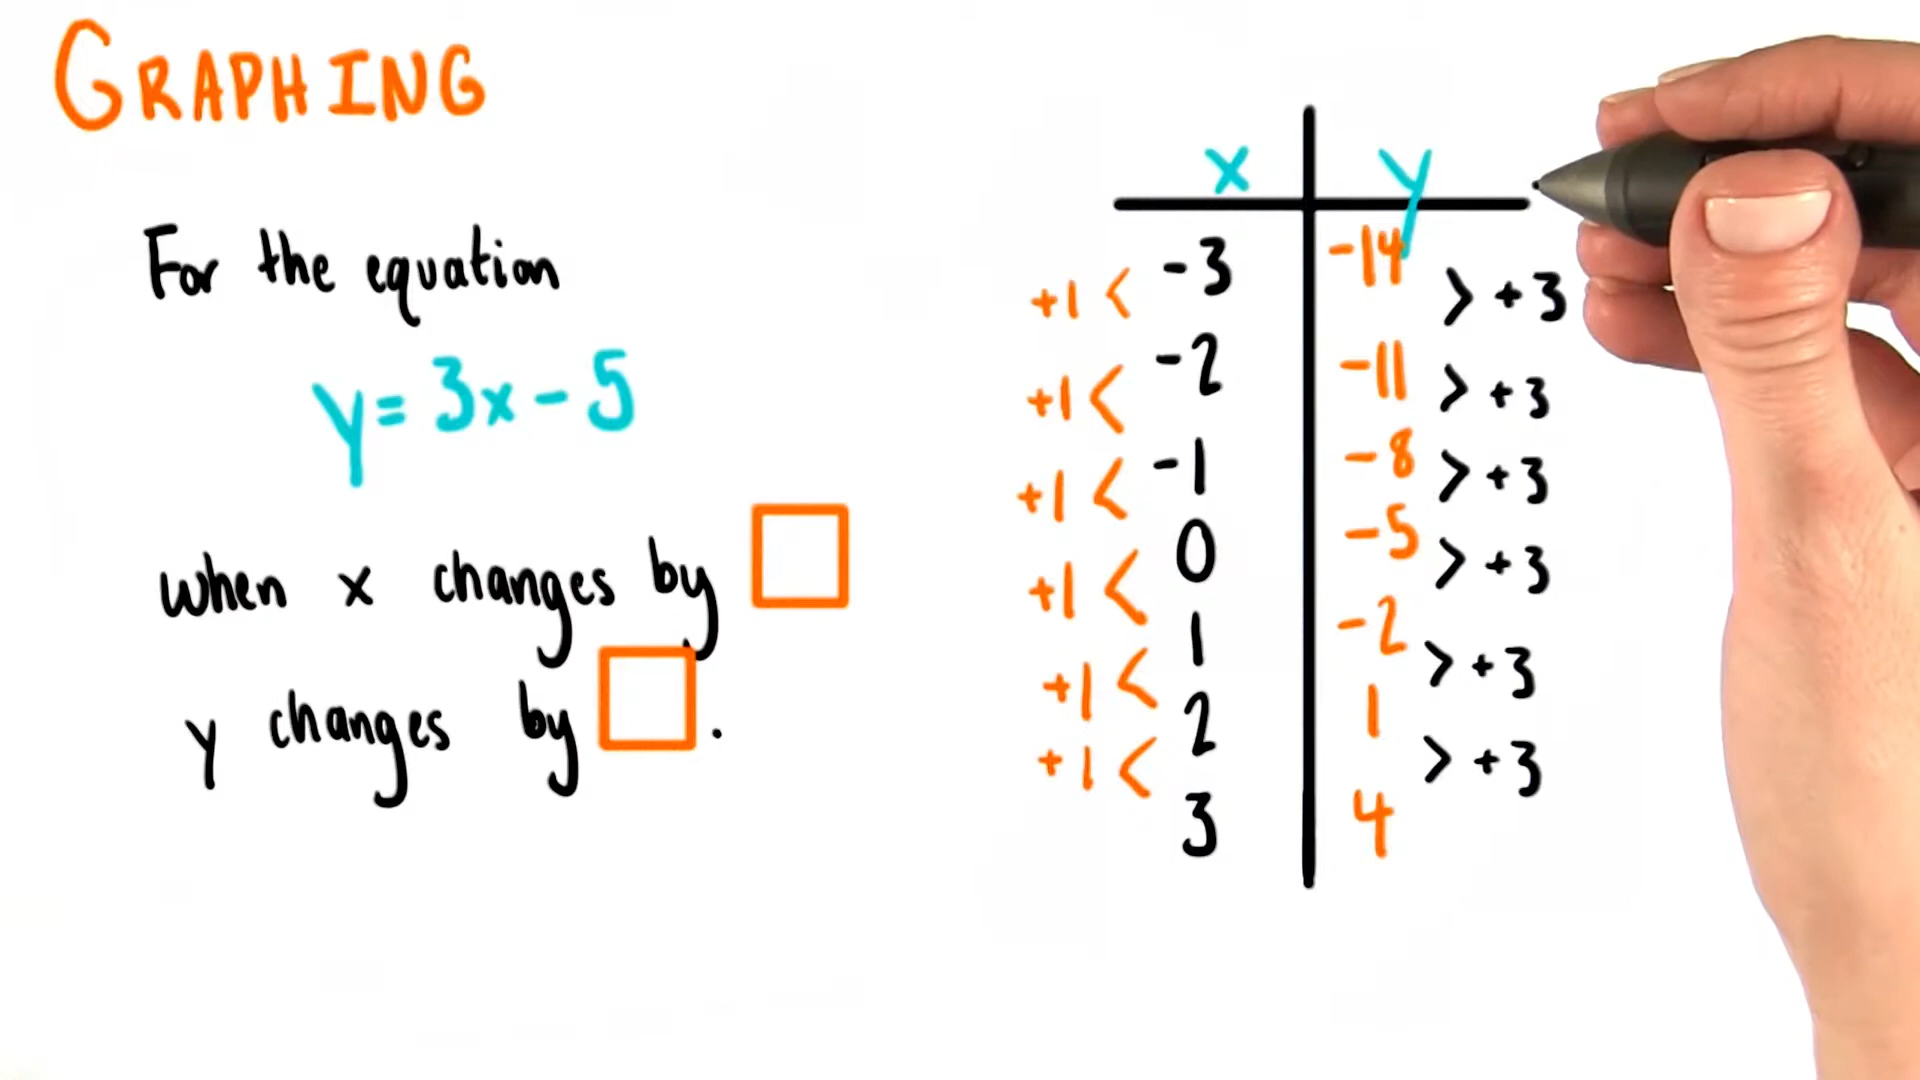 GRAPHING
For the equation
y = 3x - 5
when x changes by
y changes by .
x y
-3 -14
+1 < > +3
-2 -11
+1 < > +3
-1 -8
+1 < > +3
0 -5
+1 < > +3
1 -2
+1 < > +3
2 1
+1 < > +3
3 4